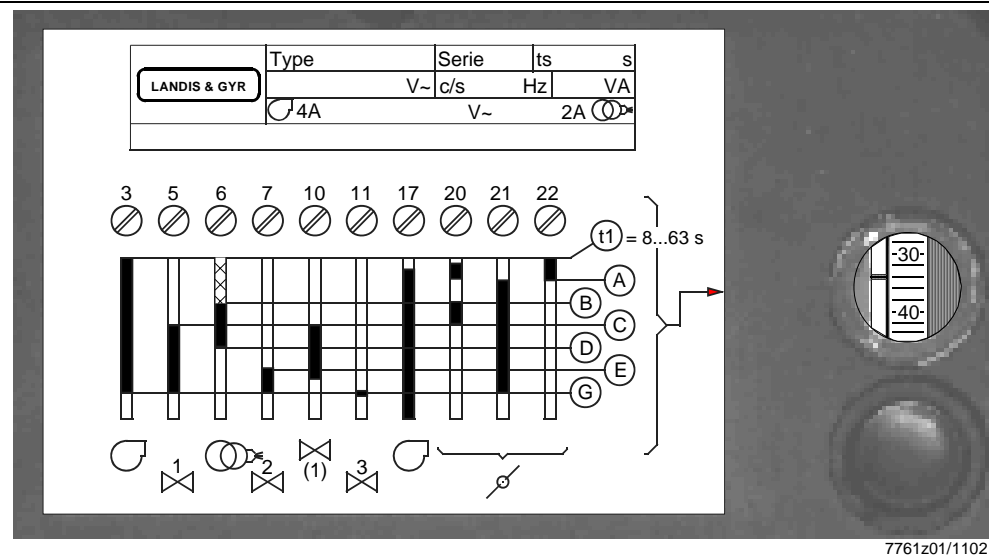 Type Serie ts s
LANDIS & GYR V~ c/s Hz VA
4A V~ 2A
3 5 6 7 10 11 17 20 21 22
t1 = 8...63 s
A
B
C
D
E
G
-30-
-40-
1 2 (1) 3
7761z01/1102